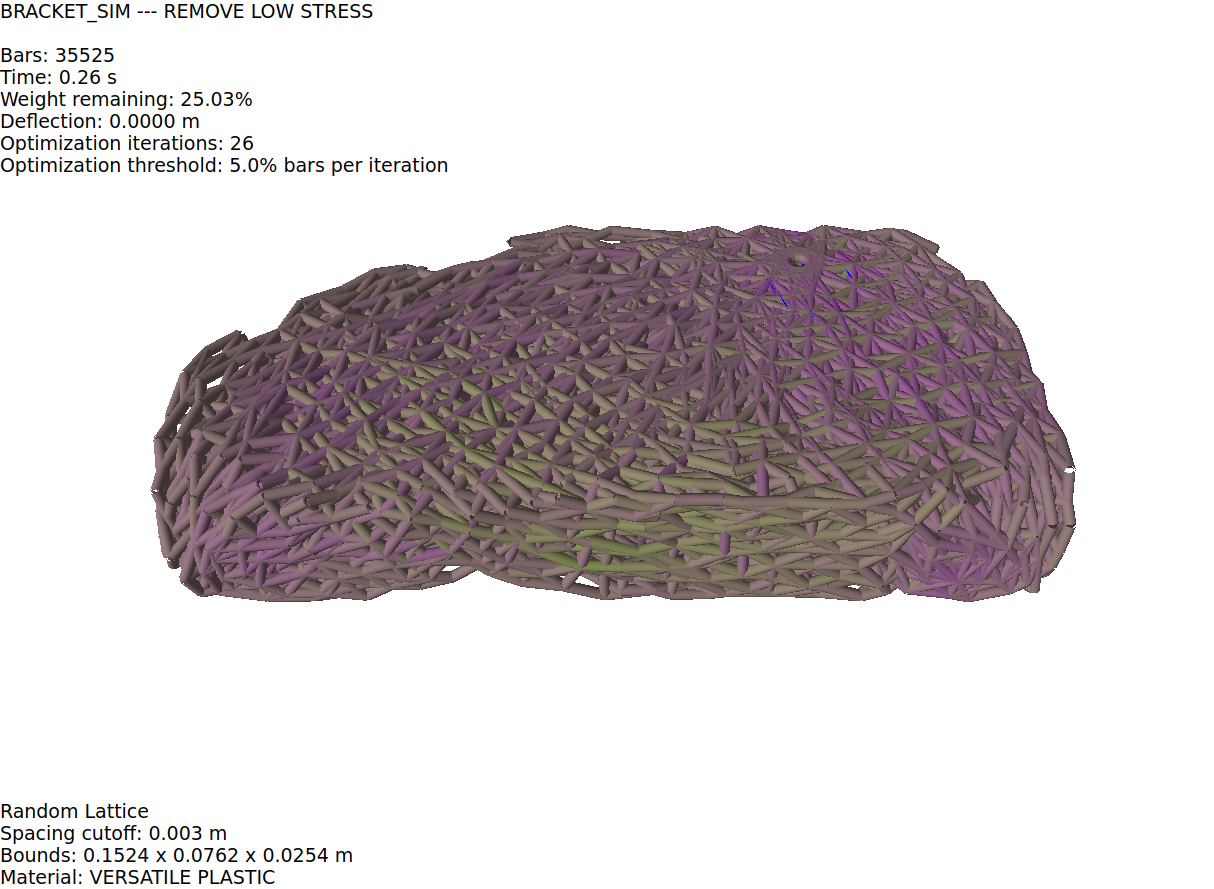 BRACKET_SIM --- REMOVE LOW STRESS
Bars: 35525
Time: 0.26 s
Weight remaining: 25.03%
Deflection: 0.0000 m
Optimization iterations: 26
Optimization threshold: 5.0% bars per iteration
Random Lattice
Spacing cutoff: 0.003 m
Bounds: 0.1524 x 0.0762 x 0.0254 m
Material: VERSATILE PLASTIC